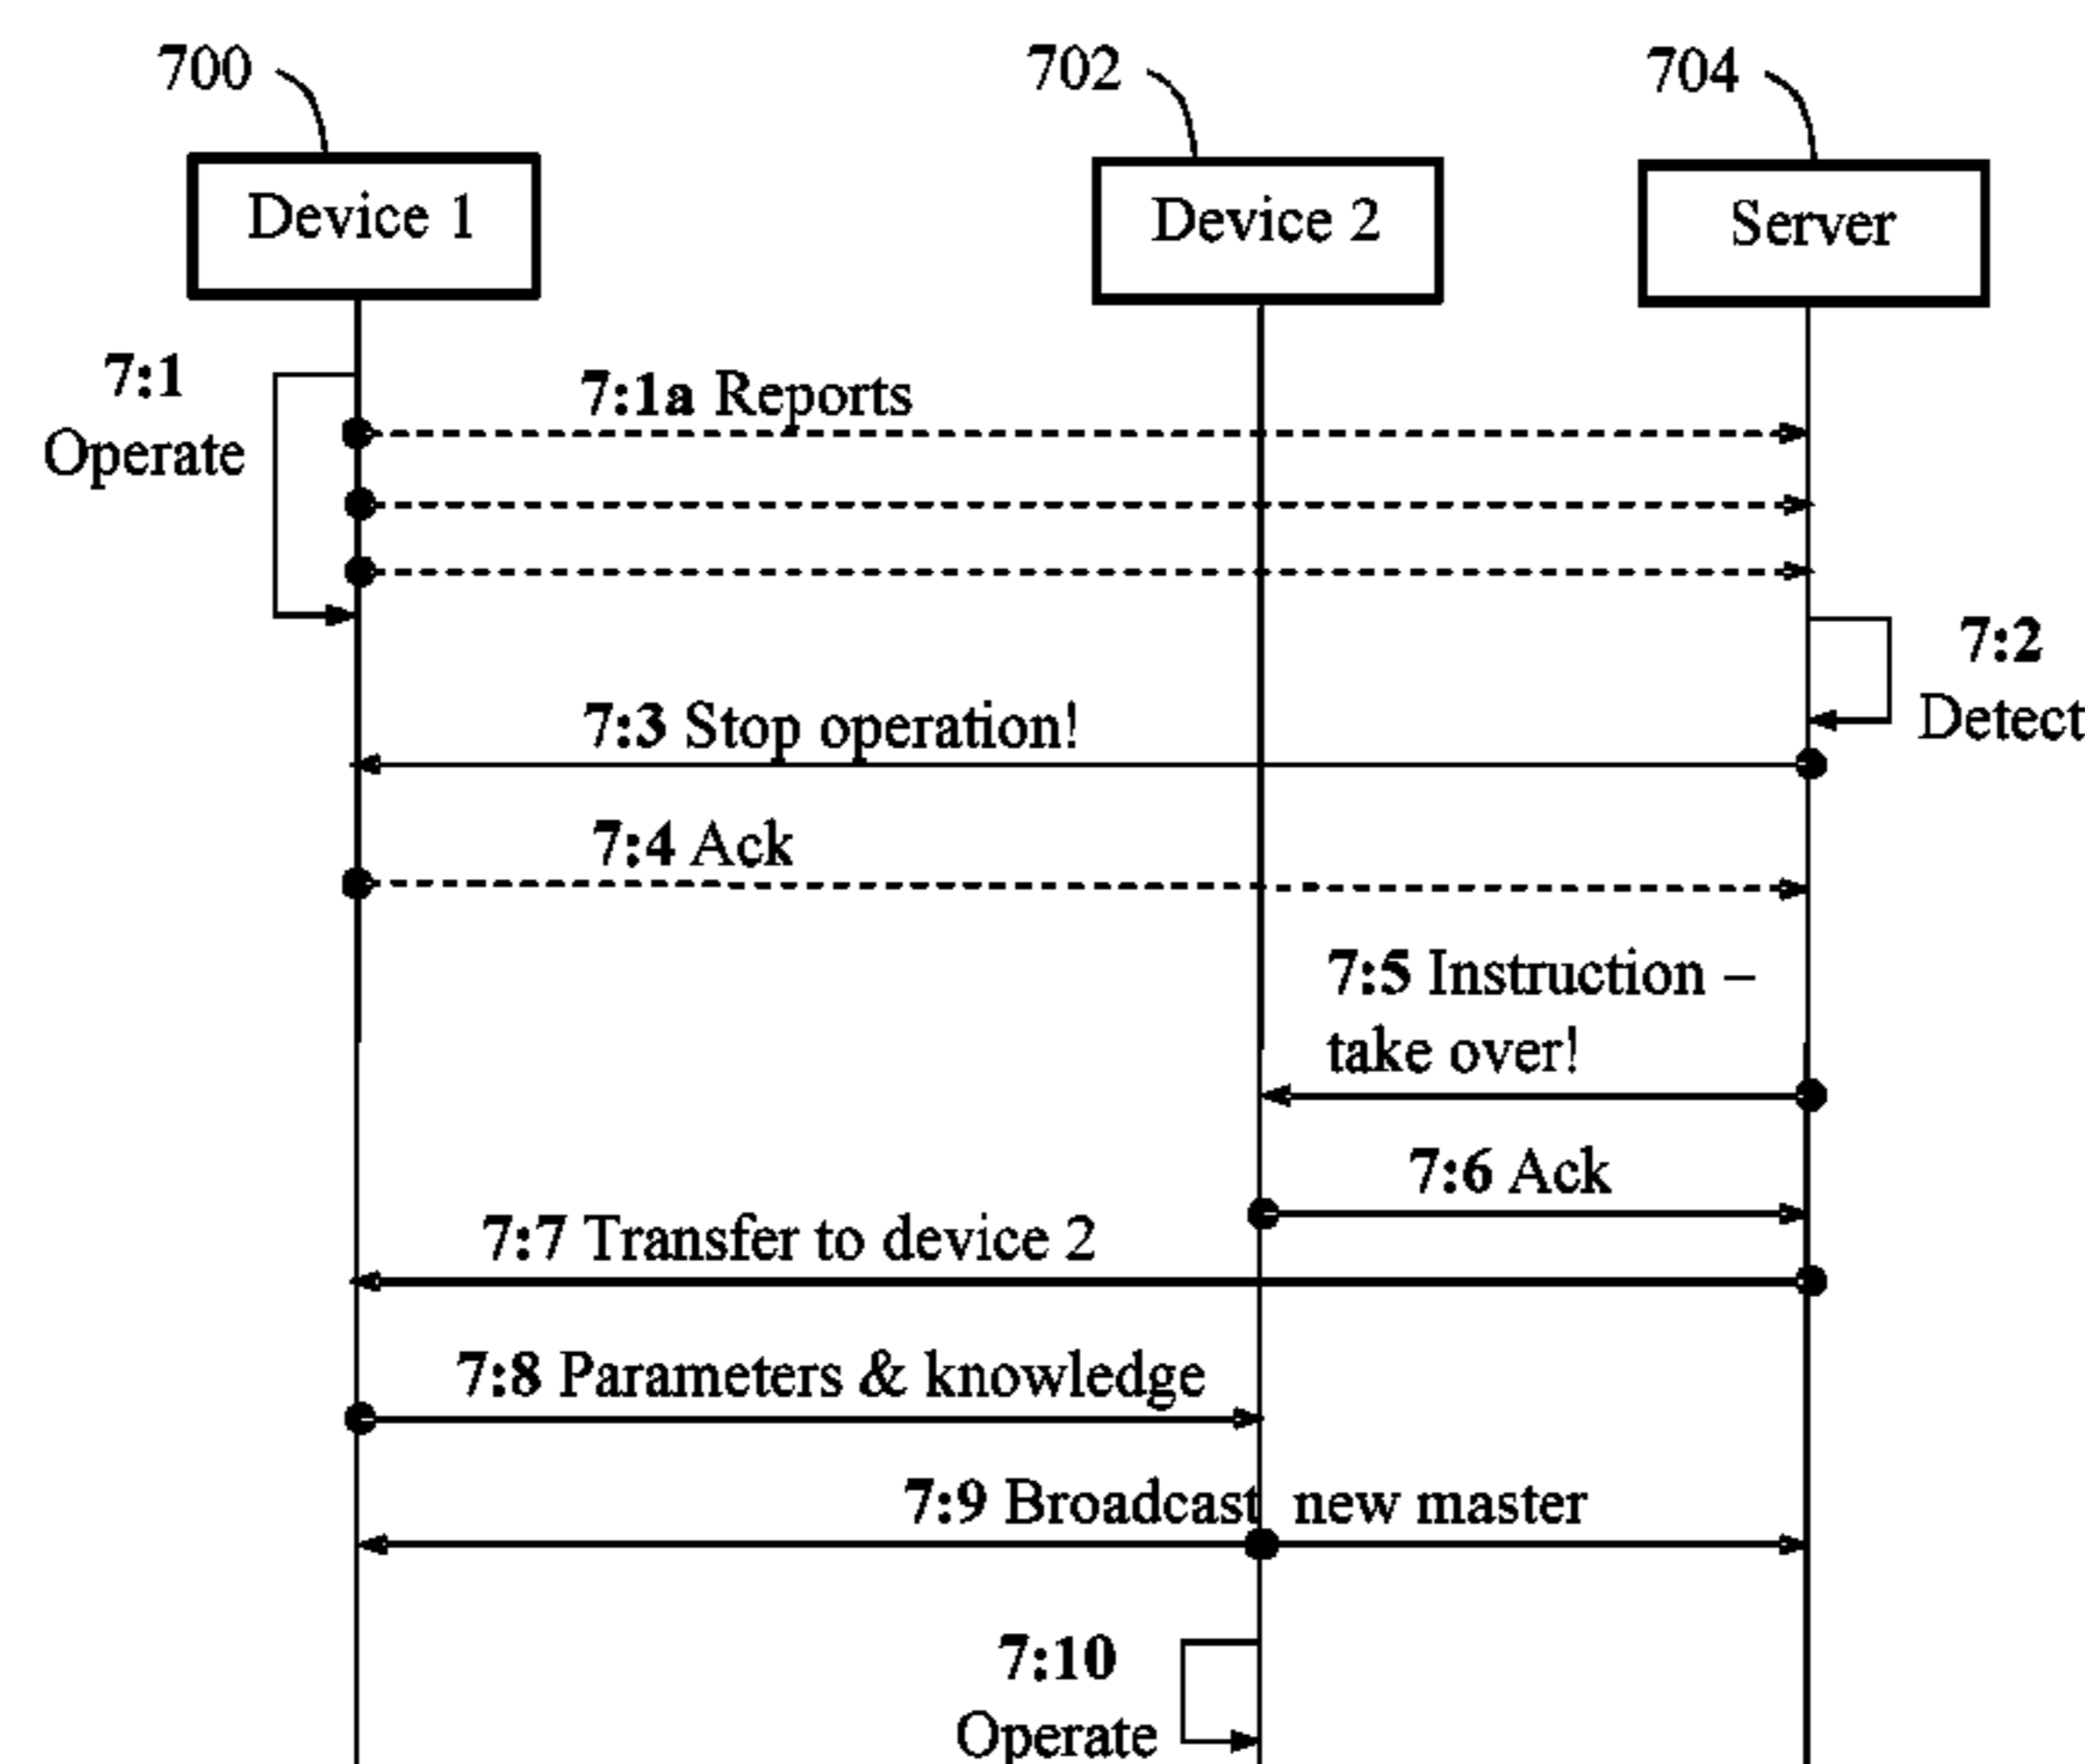 700
702
704
Device 1
Device 2
Server
7:1
Operate
7:1a Reports
7:2
Detect
7:3 Stop operation!
7:4 Ack
7:5 Instruction –
take over!
7:6 Ack
7:7 Transfer to device 2
7:8 Parameters & knowledge
7:9 Broadcast new master
7:10
Operate